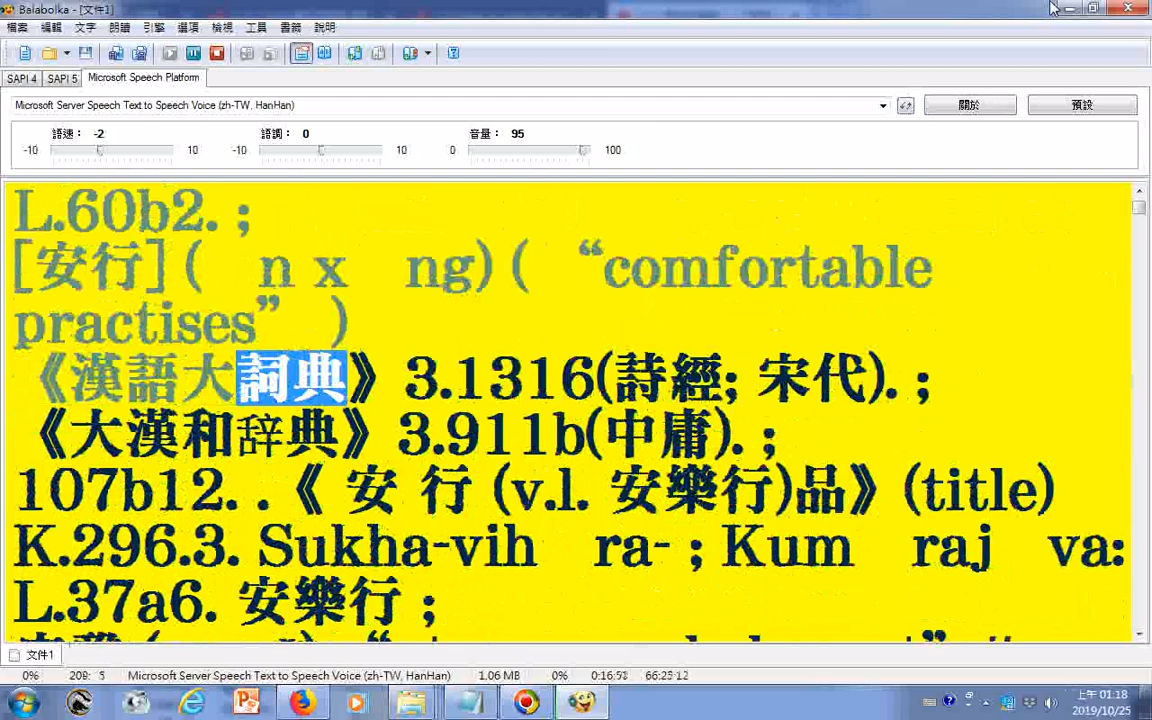 Balabolka - [文件1]
檔案 編輯 文字 朗讀 引擎 選項 檢視 工具 書籤 說明
SAPI 4 SAPI 5 Microsoft Speech Platform
Microsoft Server Speech Text to Speech Voice (zh-TW, HanHan) 關於 預設
語速： -2 語調： 0 音量： 95
-10 10 -10 10 0 100
L.60b2. ;
[安行] ( n x ng) ( “comfortable
practises” )
《漢語大詞典》 3.1316(詩經; 宋代). ;
《大漢和辞典》 3.911b(中庸). ;
107b12. . 《 安 行 (v.l. 安樂行)品》 (title)
K.296.3. Sukha-vih ra- ; Kum raj va:
L.37a6. 安樂行 ;
文件1
0% Microsoft Server Speech Text to Speech Voice (zh-TW, HanHan) 1,06 MB 0% 66:25:12
上午 01:18
2019/10/25